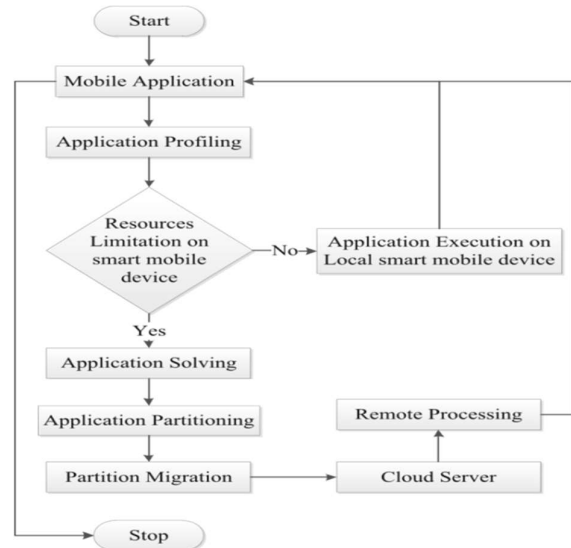 Start
Mobile Application
Application Profiling
Resources
Limitation on
smart mobile
device
No
Application Execution on
Local smart mobile device
Yes
Application Solving
Application Partitioning
Remote Processing
Partition Migration
Cloud Server
Stop